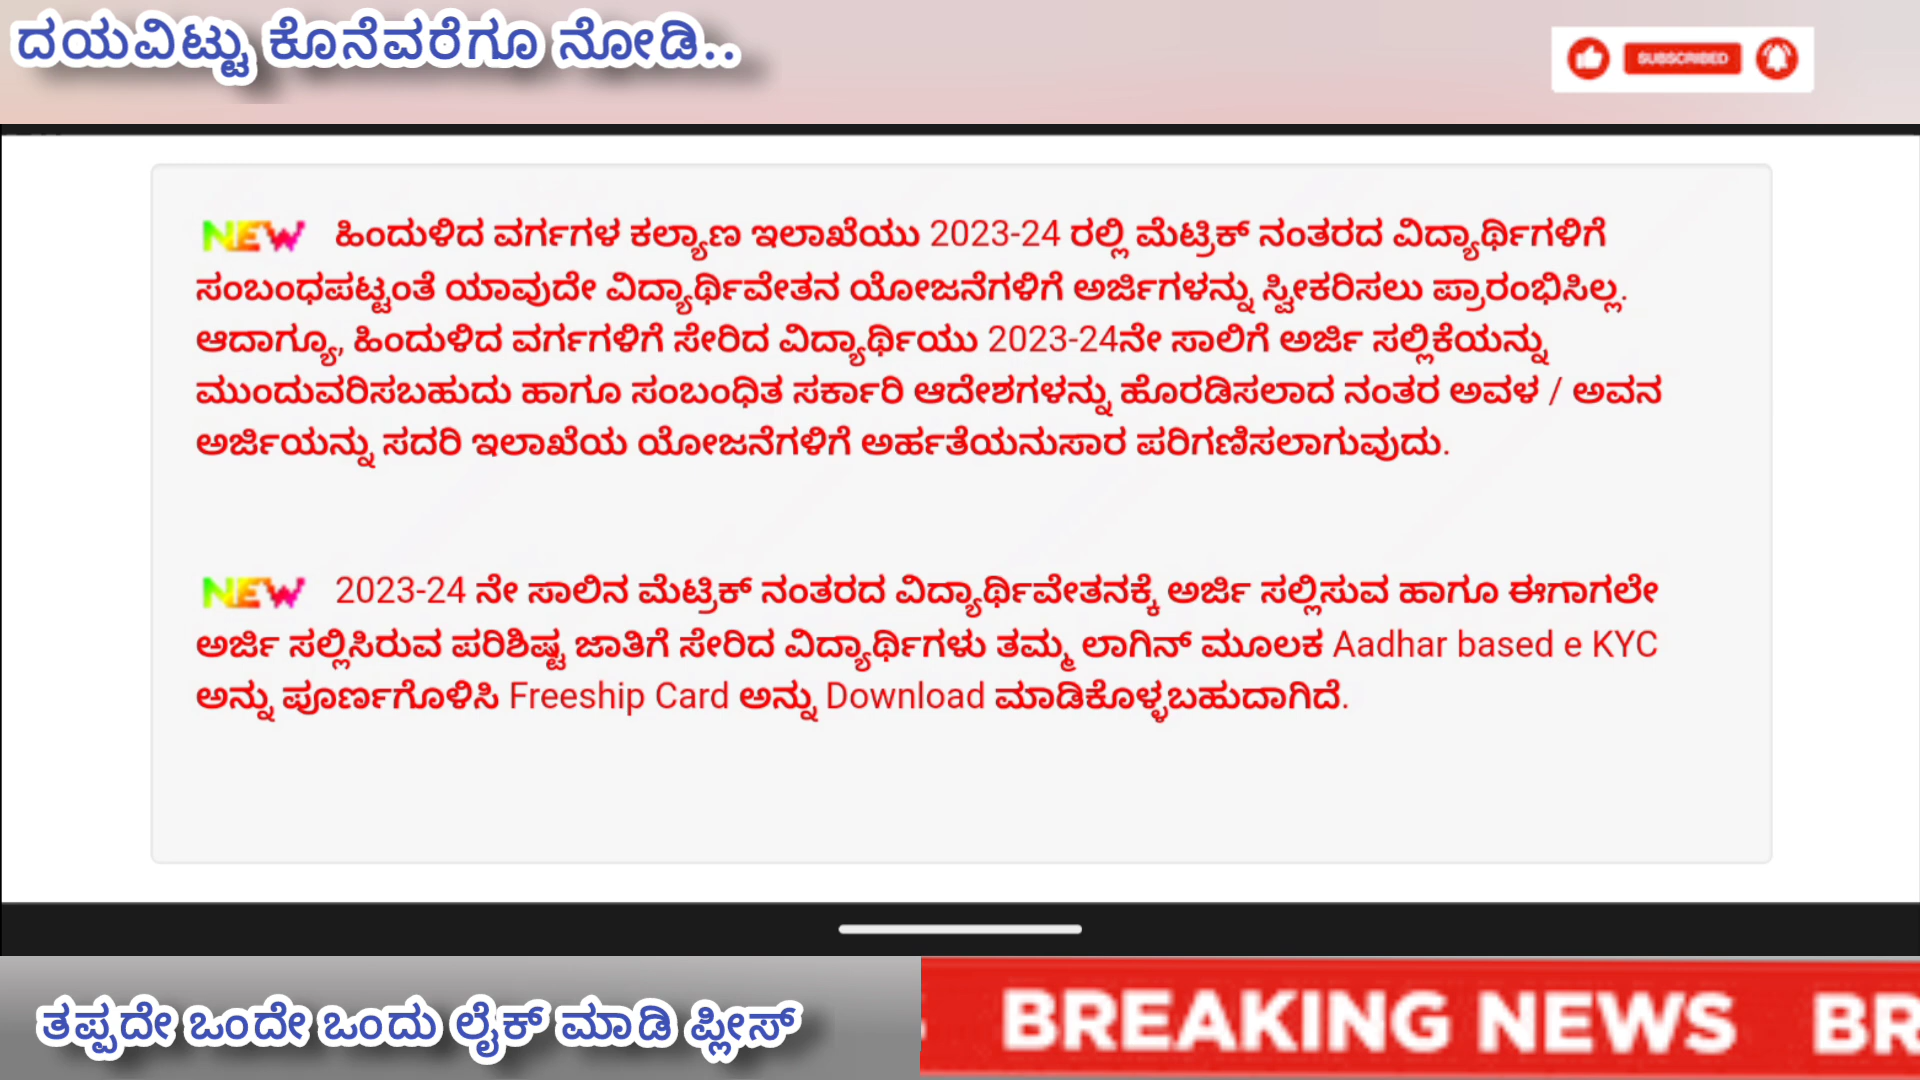 ದಯವಿಟ್ಟು ಕೊನೆವರೆಗೂ ನೋಡಿ..
SUBSCRIBED
NEW ಹಿಂದುಳಿದ ವರ್ಗಗಳ ಕಲ್ಯಾಣ ಇಲಾಖೆಯು 2023-24 ರಲ್ಲಿ ಮೆಟ್ರಿಕ್ ನಂತರದ ವಿದ್ಯಾರ್ಥಿಗಳಿಗೆ
ಸಂಬಂಧಪಟ್ಟಂತೆ ಯಾವುದೇ ವಿದ್ಯಾರ್ಥಿವೇತನ ಯೋಜನೆಗಳಿಗೆ ಅರ್ಜಿಗಳನ್ನು ಸ್ವೀಕರಿಸಲು ಪ್ರಾರಂಭಿಸಿಲ್ಲ.
ಆದಾಗ್ಯೂ, ಹಿಂದುಳಿದ ವರ್ಗಗಳಿಗೆ ಸೇರಿದ ವಿದ್ಯಾರ್ಥಿಯು 2023-24ನೇ ಸಾಲಿಗೆ ಅರ್ಜಿ ಸಲ್ಲಿಕೆಯನ್ನು
ಮುಂದುವರಿಸಬಹುದು ಹಾಗೂ ಸಂಬಂಧಿತ ಸರ್ಕಾರಿ ಆದೇಶಗಳನ್ನು ಹೊರಡಿಸಲಾದ ನಂತರ ಅವಳ / ಅವನ
ಅರ್ಜಿಯನ್ನು ಸದರಿ ಇಲಾಖೆಯ ಯೋಜನೆಗಳಿಗೆ ಅರ್ಹತೆಯನುಸಾರ ಪರಿಗಣಿಸಲಾಗುವುದು.
NEW 2023-24 ನೇ ಸಾಲಿನ ಮೆಟ್ರಿಕ್ ನಂತರದ ವಿದ್ಯಾರ್ಥಿವೇತನಕ್ಕೆ ಅರ್ಜಿ ಸಲ್ಲಿಸುವ ಹಾಗೂ ಈಗಾಗಲೇ
ಅರ್ಜಿ ಸಲ್ಲಿಸಿರುವ ಪರಿಶಿಷ್ಟ ಜಾತಿಗೆ ಸೇರಿದ ವಿದ್ಯಾರ್ಥಿಗಳು ತಮ್ಮ ಲಾಗಿನ್ ಮೂಲಕ Aadhar based e KYC
ಅನ್ನು ಪೂರ್ಣಗೊಳಿಸಿ Freeship Card ಅನ್ನು Download ಮಾಡಿಕೊಳ್ಳಬಹುದಾಗಿದೆ.
ತಪ್ಪದೇ ಒಂದೇ ಒಂದು ಲೈಕ್ ಮಾಡಿ ಪ್ಲೀಸ್
BREAKING NEWS BR